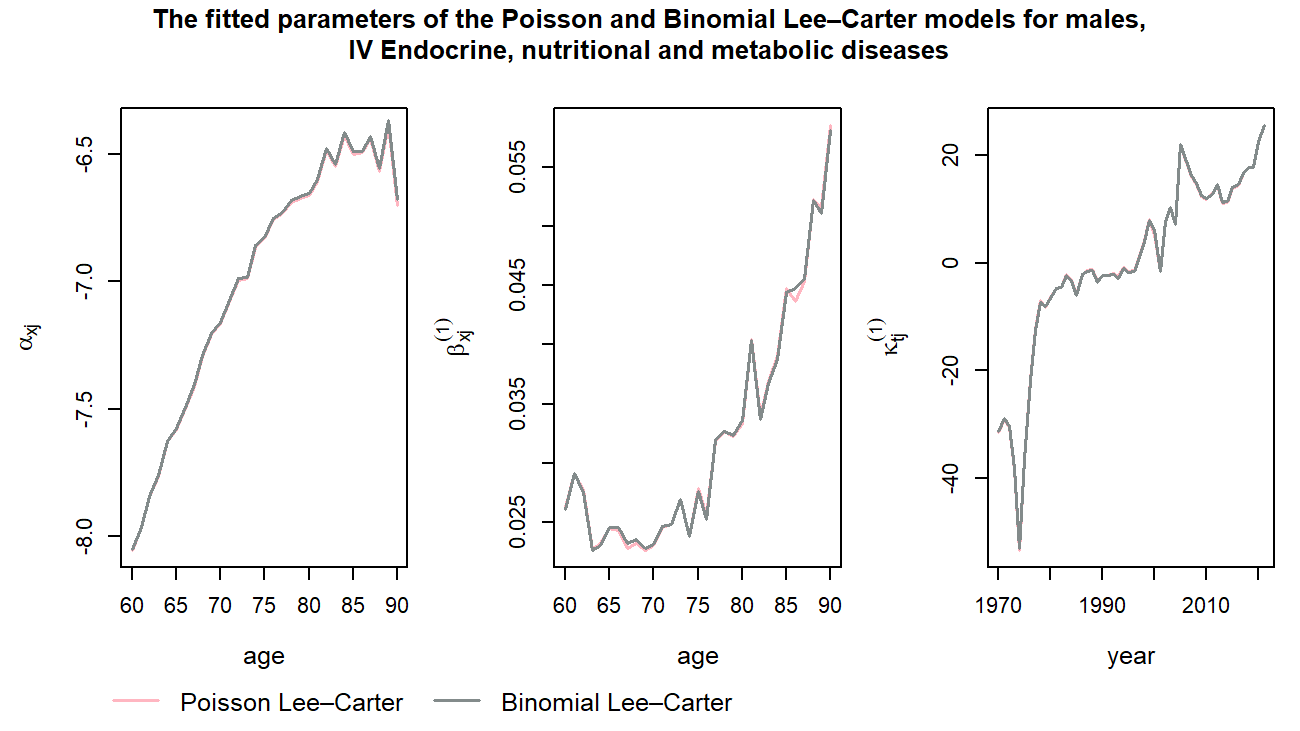 The fitted parameters of the Poisson and Binomial Lee–Carter models for males,
IV Endocrine, nutritional and metabolic diseases
αxj
-6.5
-7.0
-7.5
-8.0
60 65 70 75 80 85 90
age
βxj(1)
0.055
0.045
0.035
0.025
60 65 70 75 80 85 90
age
κtj(1)
20
0
-20
-40
1970 1990 2010
year
Poisson Lee–Carter Binomial Lee–Carter